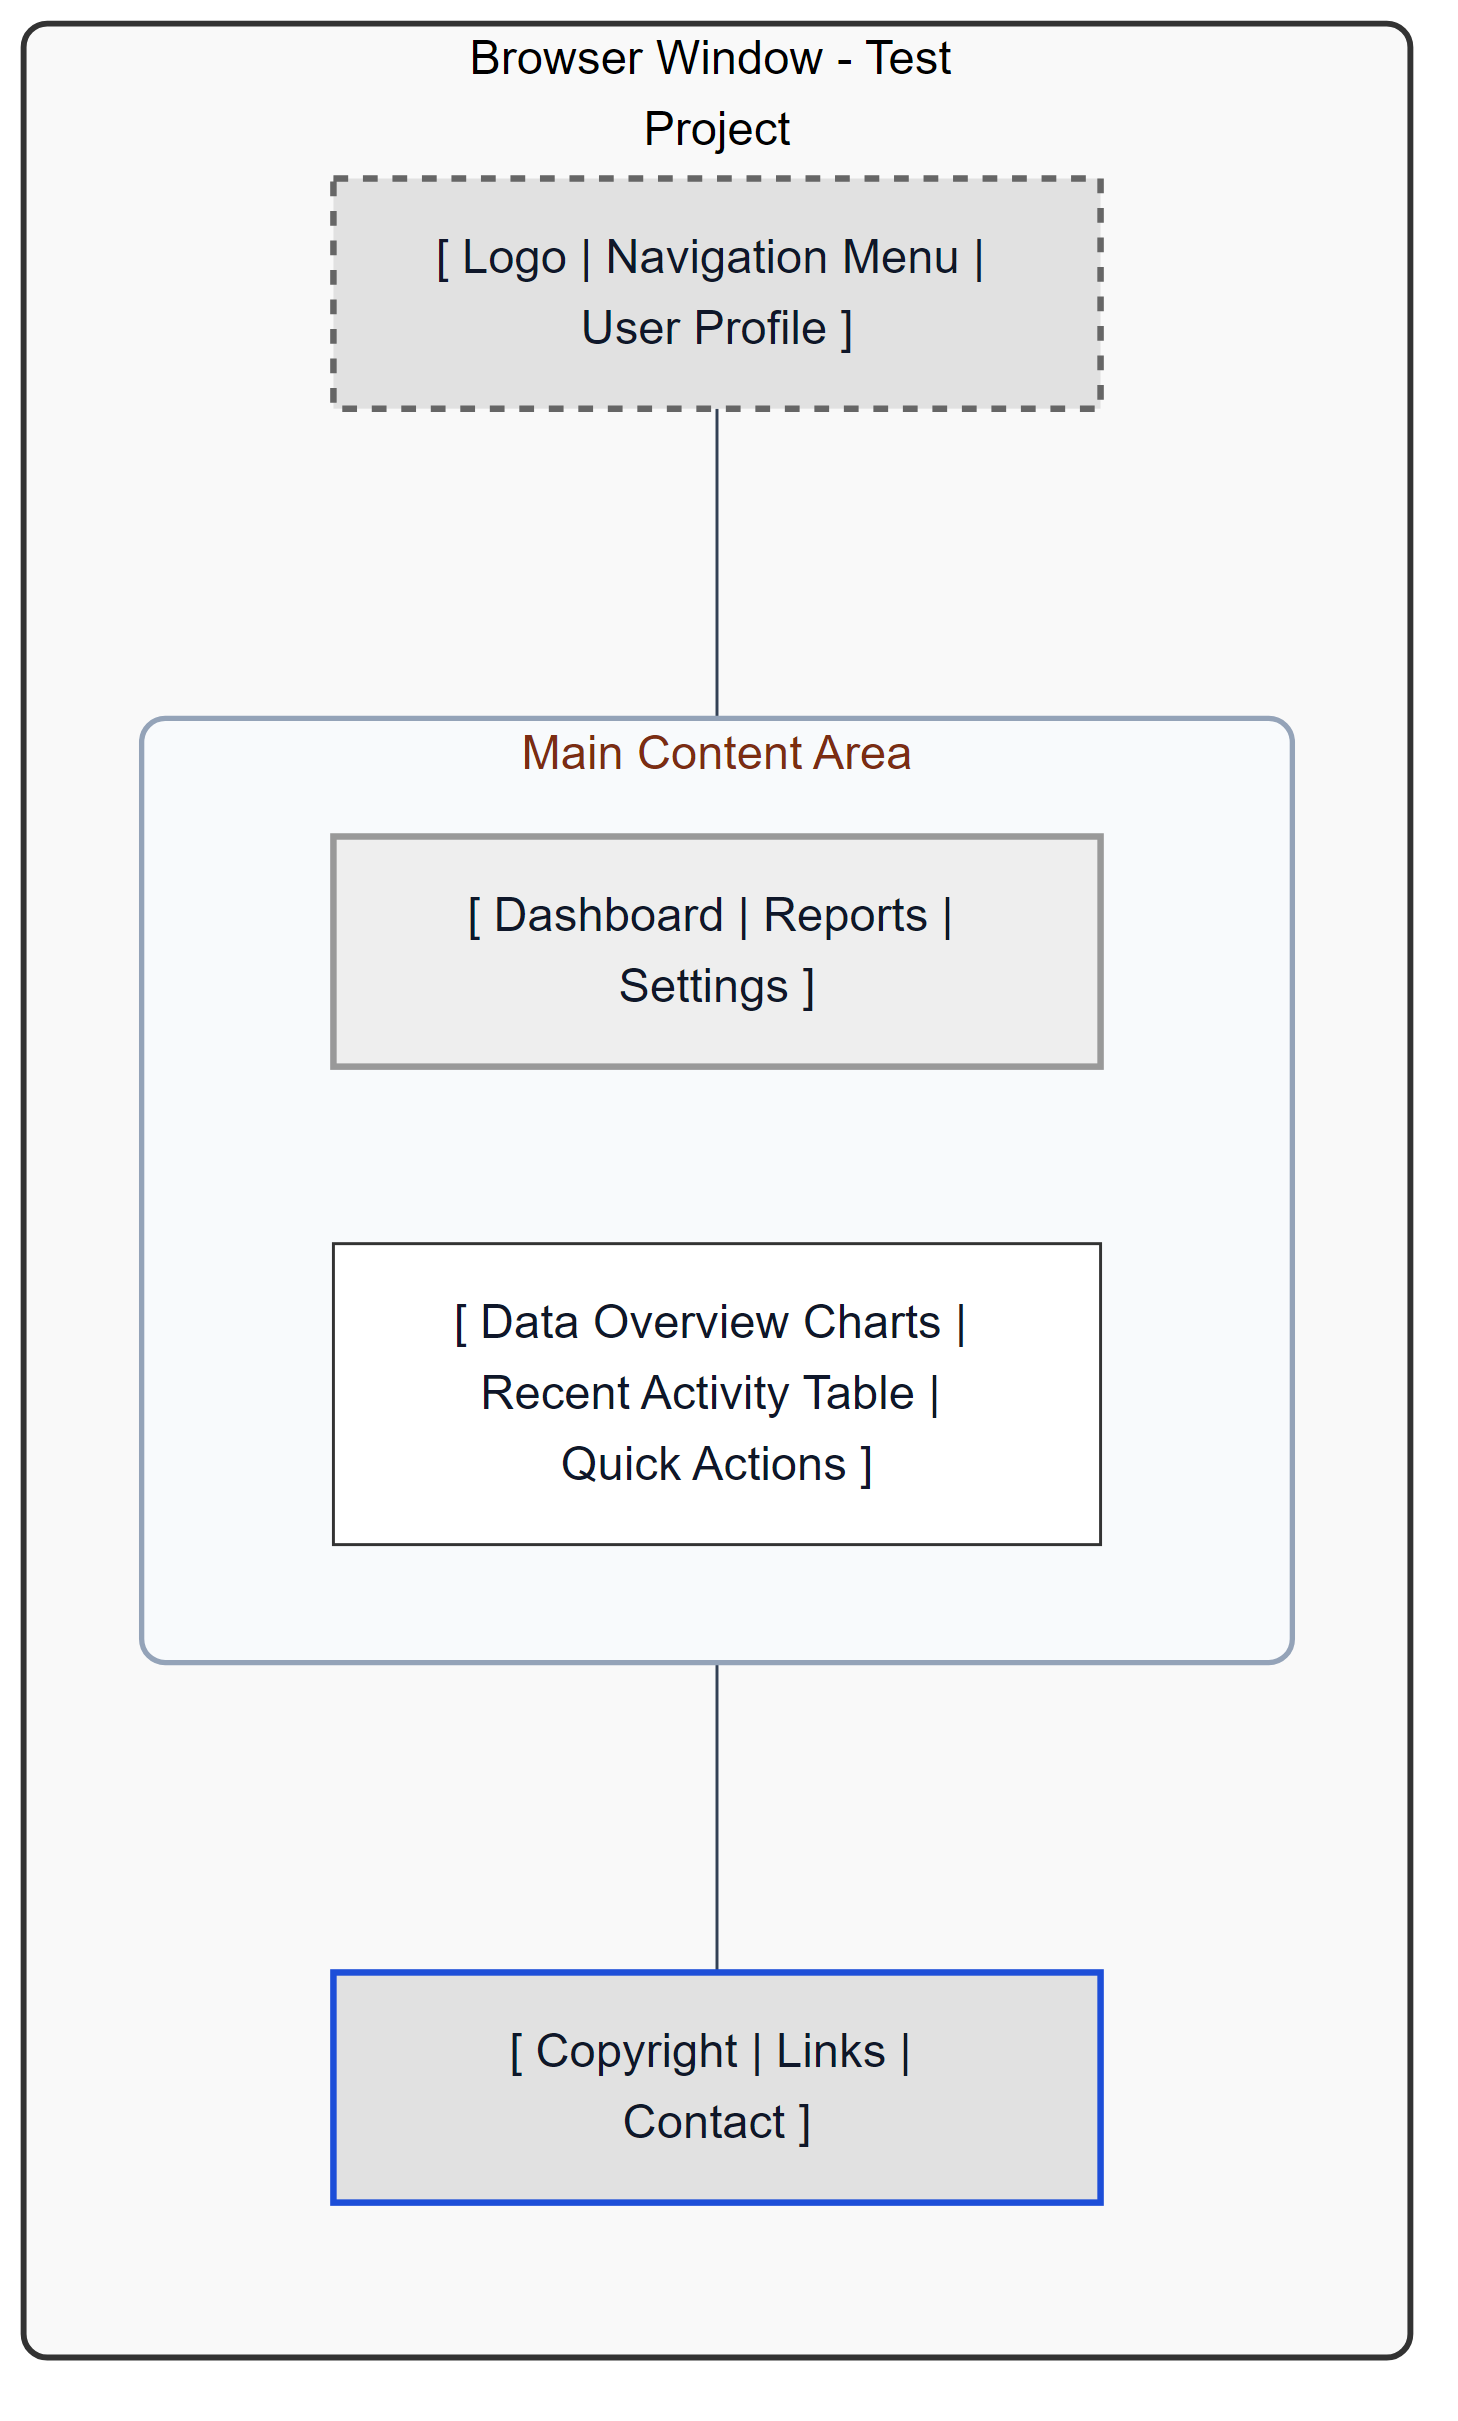 Browser Window - Test
Project
[ Logo | Navigation Menu |
User Profile ]
Main Content Area
[ Dashboard | Reports |
Settings ]
[ Data Overview Charts |
Recent Activity Table |
Quick Actions ]
[ Copyright | Links |
Contact ]